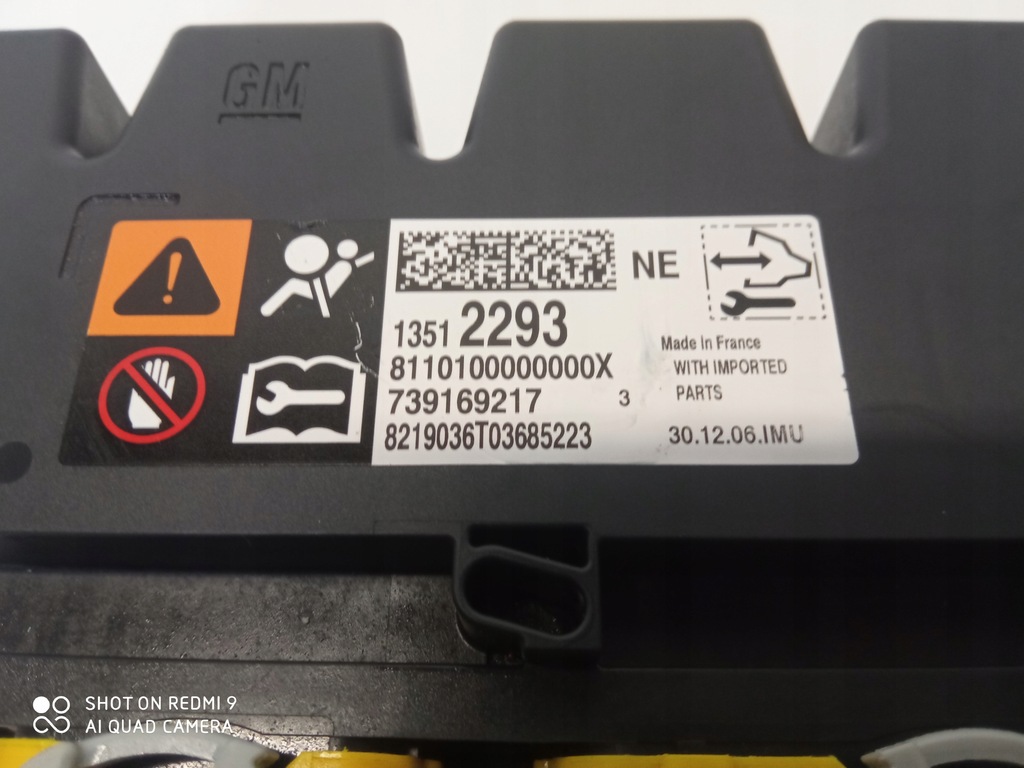 GM
NE
1351 2293
8110100000000X
739169217 3
8219036T03685223
Made In France
WITH IMPORTED
PARTS
30.12.06.IMU
SHOT ON REDMI 9
AI QUAD CAMERA